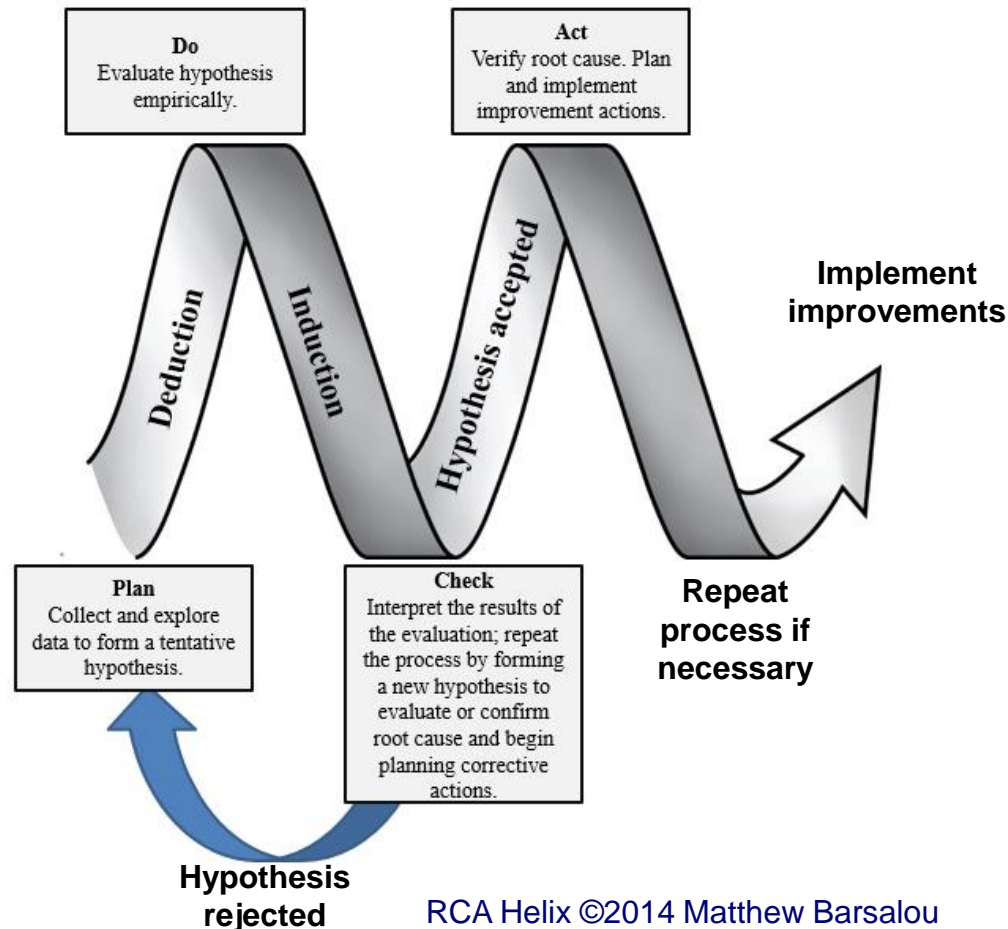 Do
Evaluate hypothesis
empirically.
Act
Verify root cause. Plan
and implement
improvement actions.
Deduction
Induction
Hypothesis accepted
Implement
improvements
Plan
Collect and explore
data to form a tentative
hypothesis.
Check
Interpret the results of
the evaluation; repeat
the process by forming
a new hypothesis to
evaluate or confirm
root cause and begin
planning corrective
actions.
Repeat
process if
necessary
Hypothesis
rejected
RCA Helix ©2014 Matthew Barsalou